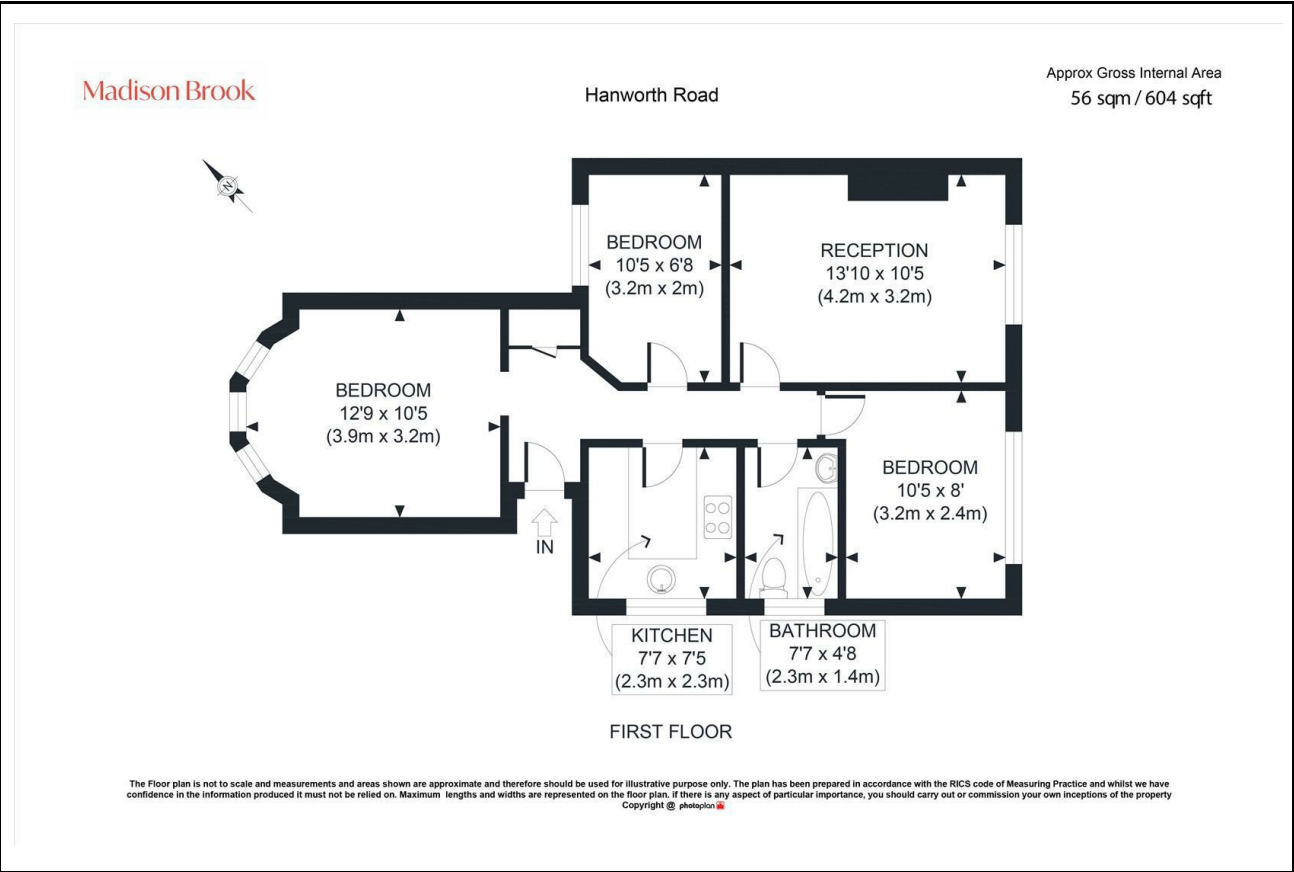 Madison Brook
Hanworth Road
Approx Gross Internal Area
56 sqm / 604 sqft
N
BEDROOM
10'5 x 6'8
(3.2m x 2m)
RECEPTION
13'10 x 10'5
(4.2m x 3.2m)
BEDROOM
12'9 x 10'5
(3.9m x 3.2m)
BEDROOM
10'5 x 8'
(3.2m x 2.4m)
IN
KITCHEN
7'7 x 7'5
(2.3m x 2.3m)
BATHROOM
7'7 x 4'8
(2.3m x 1.4m)
FIRST FLOOR
The Floor plan is not to scale and measurements and areas shown are approximate and therefore should be used for illustrative purpose only. The plan has been prepared in accordance with the RICS code of Measuring Practice and whilst we have
confidence in the information produced it must not be relied on. Maximum lengths and widths are represented on the floor plan. if there is any aspect of particular importance, you should carry out or commission your own inceptions of the property
Copyright @ photoplan